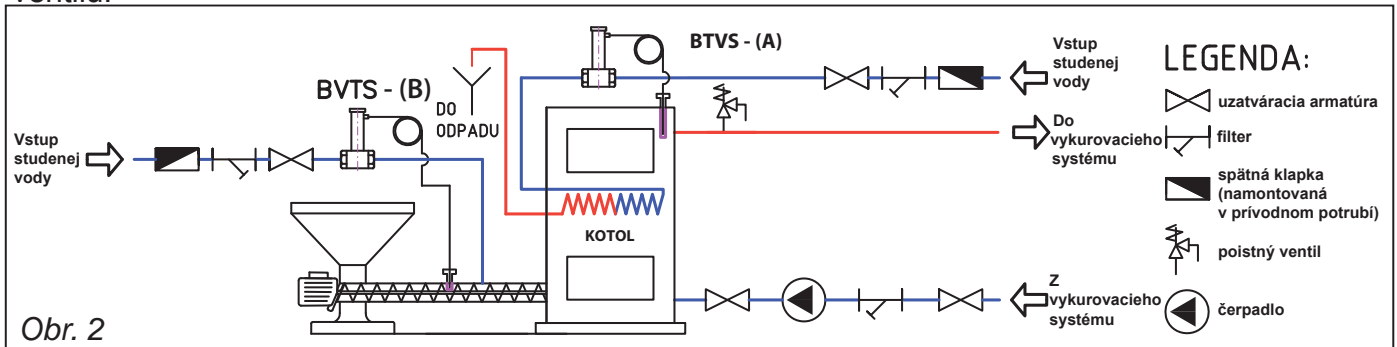 BTVS - (A)
BVTS - (B)
DO
ODPADU
Vstup
studenej
vody
Vstup
studenej
vody
Do
vykurovacieho
systému
KOTOL
Z
vykurovacieho
systému
LEGENDA:
uzatváracia armatúra
filter
spätná klapka
(namontovaná
v prívodnom potrubí)
poistný ventil
čerpadlo
Obr. 2